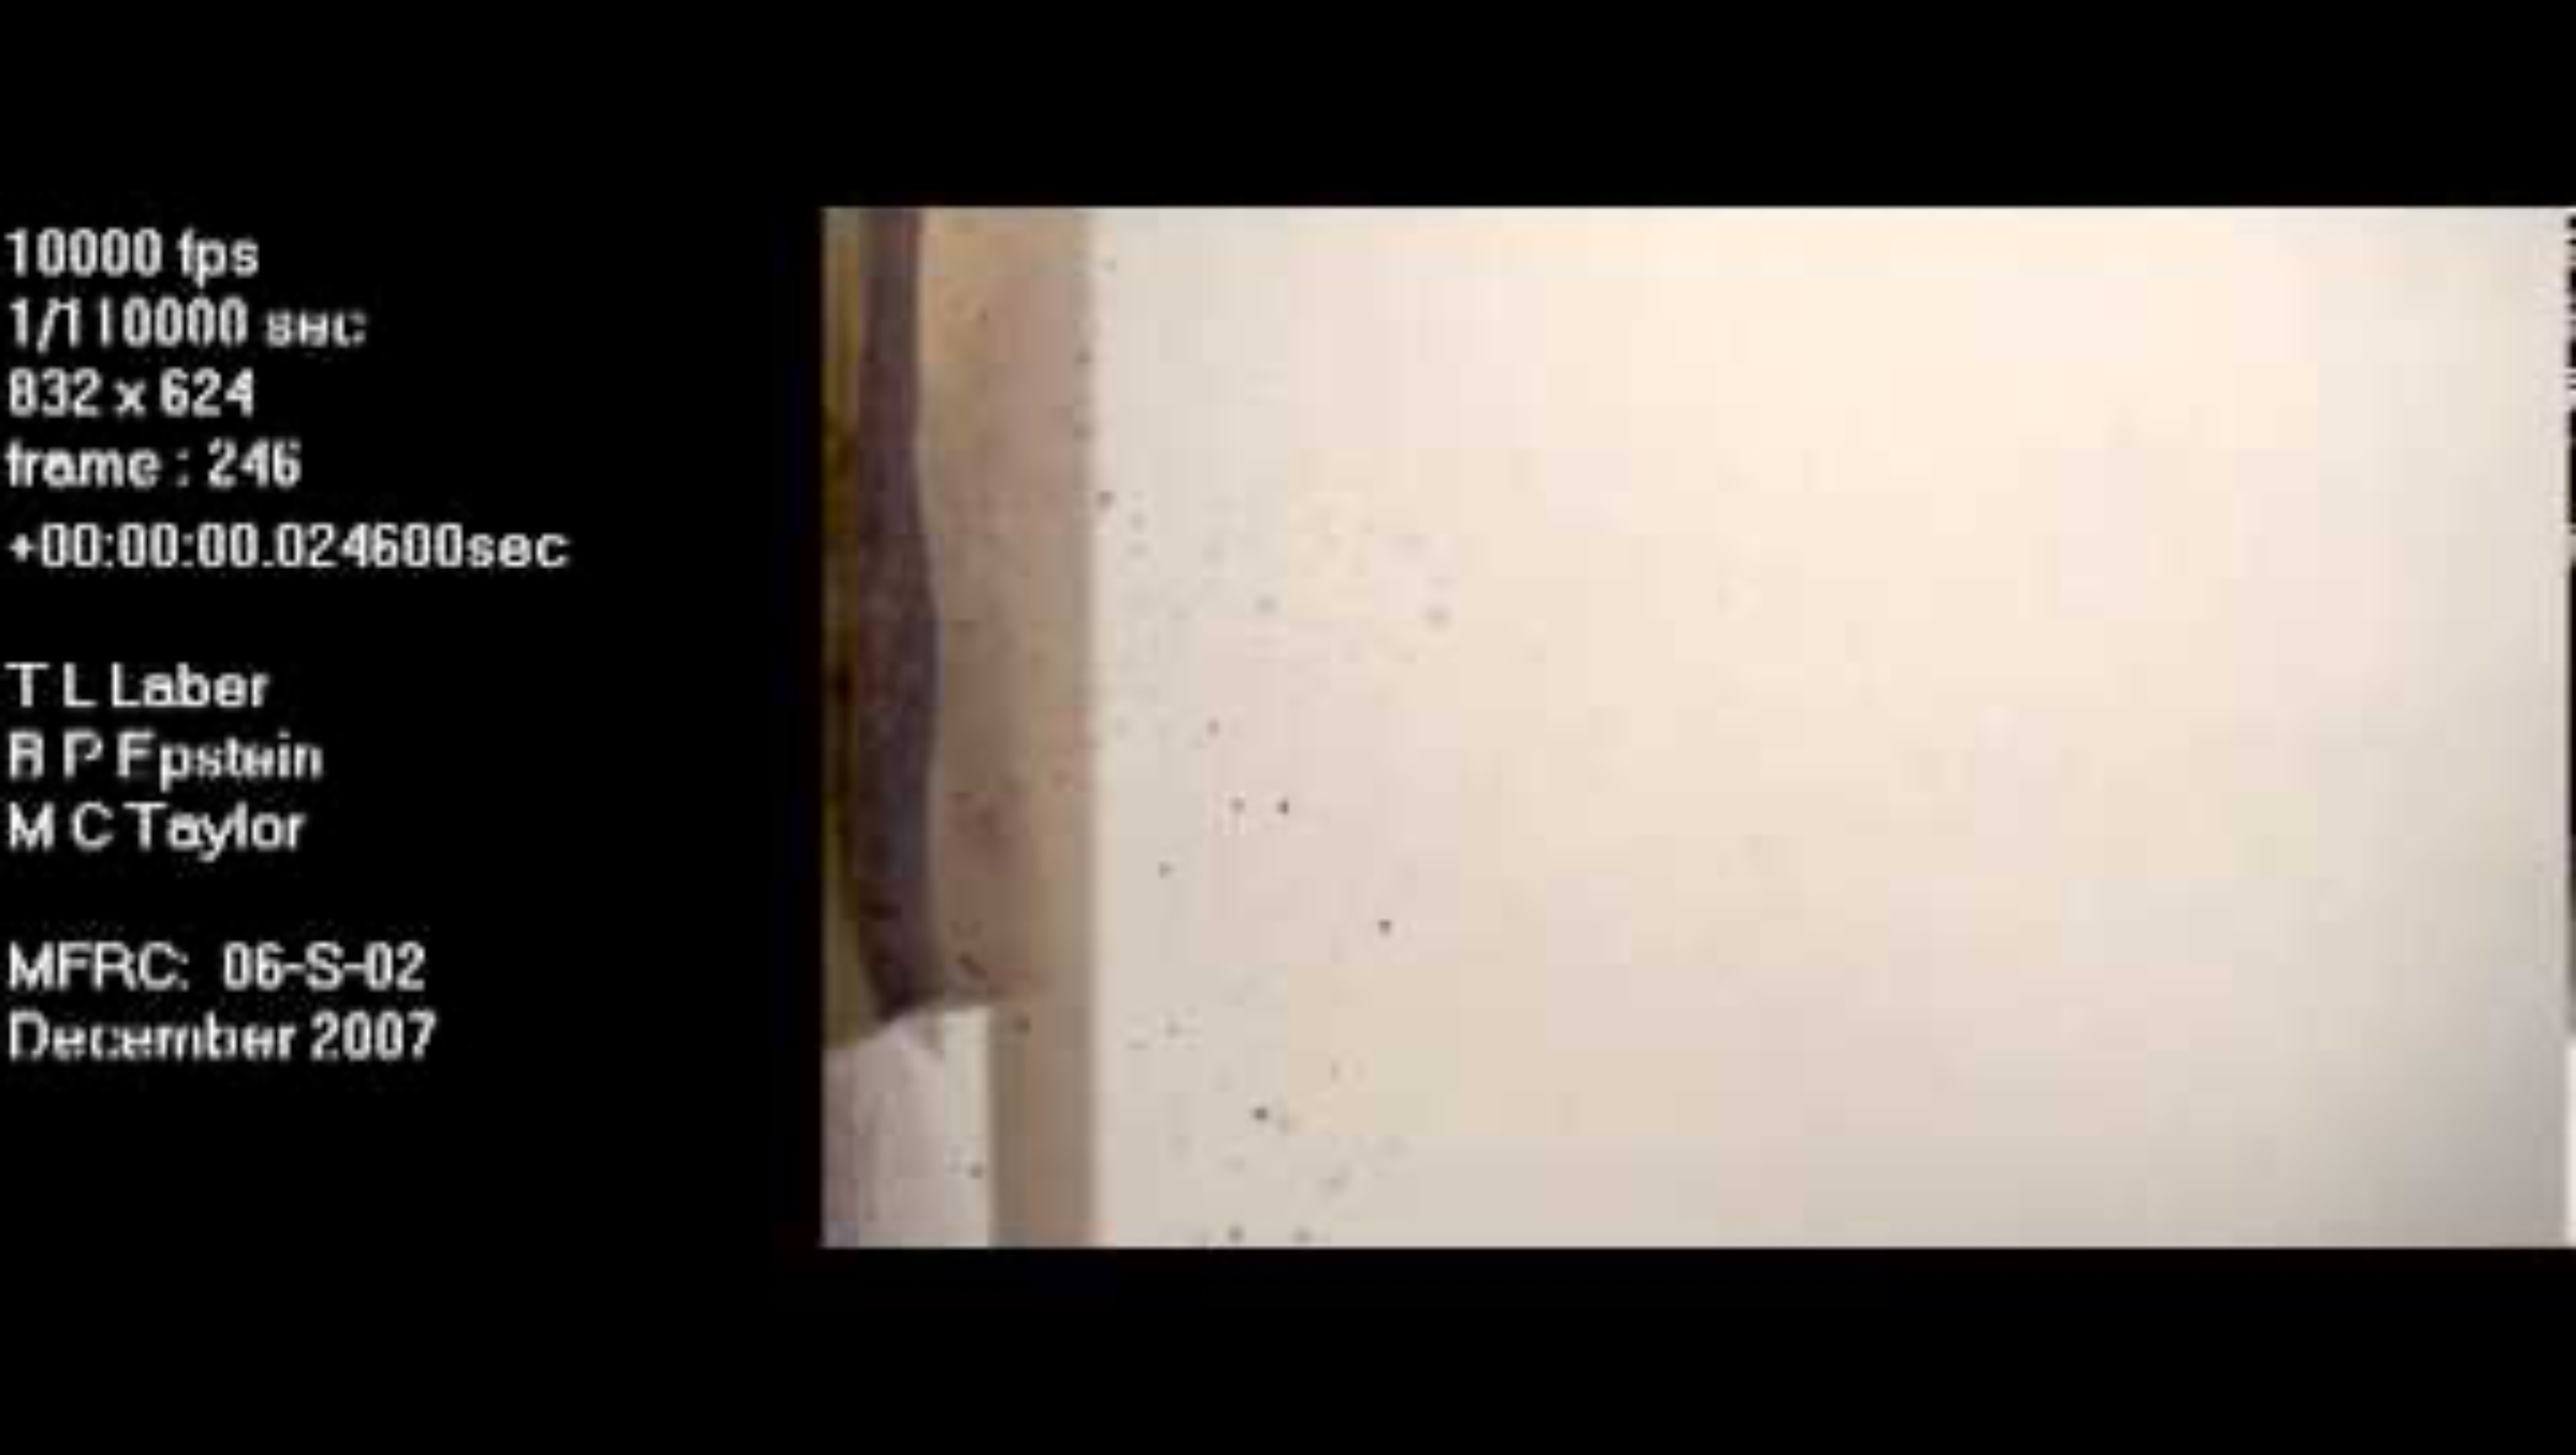 10000 fps
1/110000 sec
832 x 624
frame : 246
+00:00:00.024600sec
T L Laber
B P Epstein
M C Taylor
MFRC: 06-S-02
December 2007